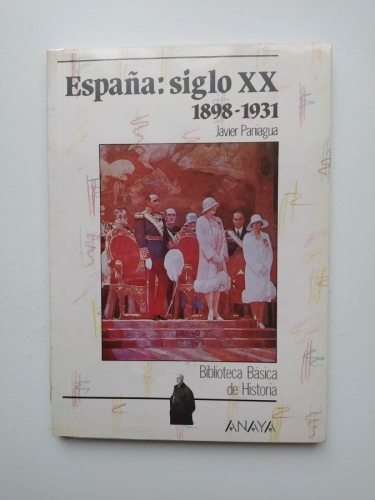 España: siglo XX
1898-1931
Javier Paniagua
Biblioteca Básica
de Historia
ANAYA